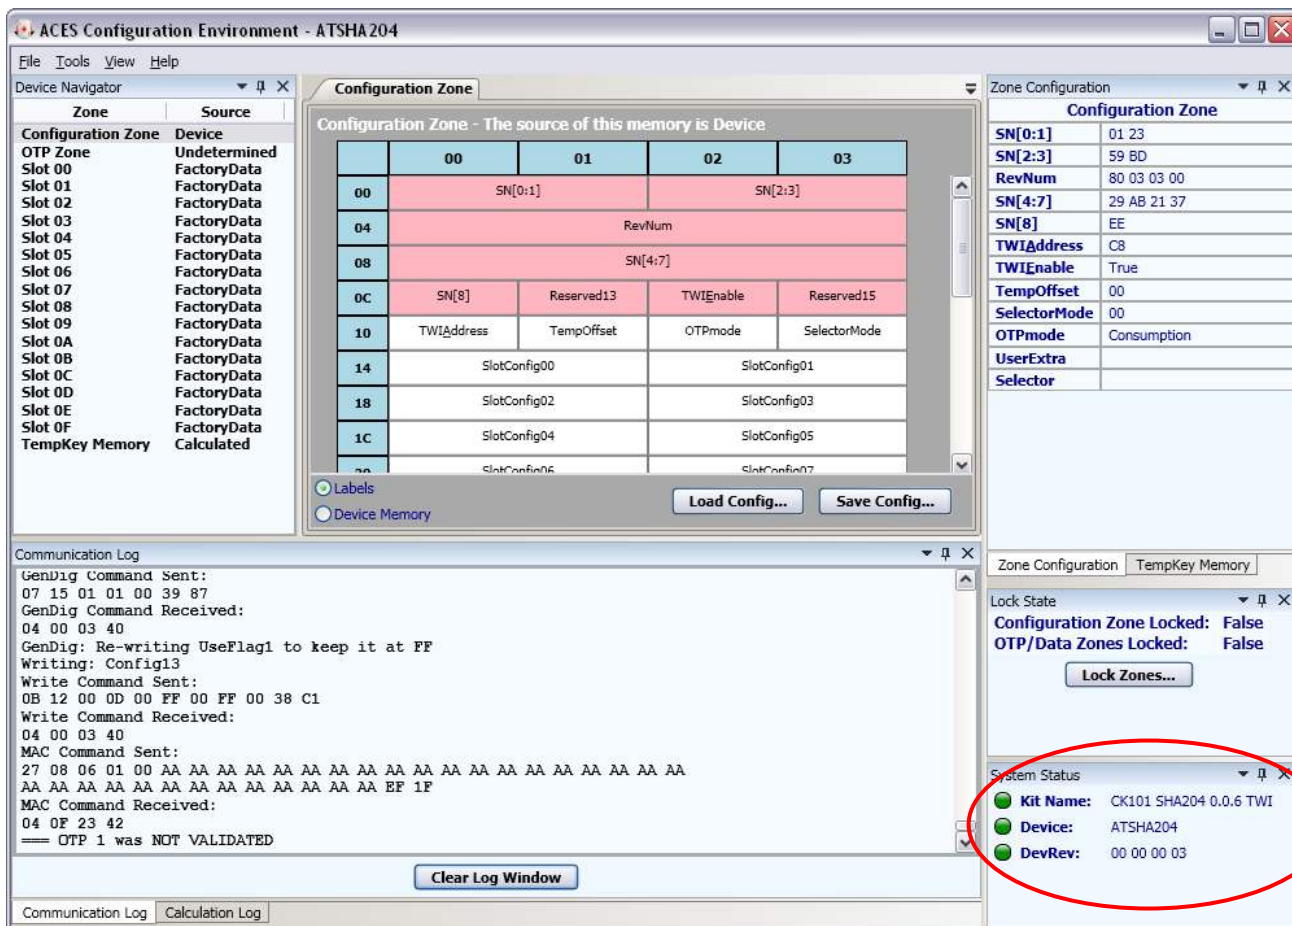 ACES Configuration Environment - ATSHA204
File Tools View Help
Device Navigator
Zone Source
Configuration Zone Device
OTP Zone Undetermined
Slot 00 FactoryData
Slot 01 FactoryData
Slot 02 FactoryData
Slot 03 FactoryData
Slot 04 FactoryData
Slot 05 FactoryData
Slot 06 FactoryData
Slot 07 FactoryData
Slot 08 FactoryData
Slot 09 FactoryData
Slot 0A FactoryData
Slot 0B FactoryData
Slot 0C FactoryData
Slot 0D FactoryData
Slot 0E FactoryData
Slot 0F FactoryData
TempKey Memory Calculated
Configuration Zone
Configuration Zone - The source of this memory is Device
00 01 02 03
00 SN[0:1] SN[2:3]
04 RevNum
08 SN[4:7]
0C SN[8] Reserved13 TWIEnable Reserved15
10 TWIAddress TempOffset OTPmode SelectorMode
14 SlotConfig00 SlotConfig01
18 SlotConfig02 SlotConfig03
1C SlotConfig04 SlotConfig05
20 SlotConfig06 SlotConfig07
Labels
Device Memory
Load Config... Save Config...
Zone Configuration
Configuration Zone
SN[0:1] 01 23
SN[2:3] 59 BD
RevNum 80 03 03 00
SN[4:7] 29 AB 21 37
SN[8] EE
TWIAddress C8
TWIEnable True
TempOffset 00
SelectorMode 00
OTPmode Consumption
UserExtra
Selector
Zone Configuration TempKey Memory
Communication Log
GenDig Command Sent:
07 15 01 01 00 39 87
GenDig Command Received:
04 00 03 40
GenDig: Re-writing UseFlag1 to keep it at FF
Writing: Config13
Write Command Sent:
0B 12 00 0D 00 FF 00 FF 00 38 C1
Write Command Received:
04 00 03 40
MAC Command Sent:
27 08 06 01 00 AA AA AA AA AA AA AA AA AA AA AA AA AA AA AA AA AA AA AA
AA AA AA AA AA AA AA AA AA AA AA AA AA EF 1F
MAC Command Received:
04 0F 23 42
=== OTP 1 was NOT VALIDATED
Clear Log Window
Communication Log Calculation Log
Lock State
Configuration Zone Locked: False
OTP/Data Zones Locked: False
Lock Zones...
System Status
Kit Name: CK101 SHA204 0.0.6 TWI
Device: ATSHA204
DevRev: 00 00 00 03